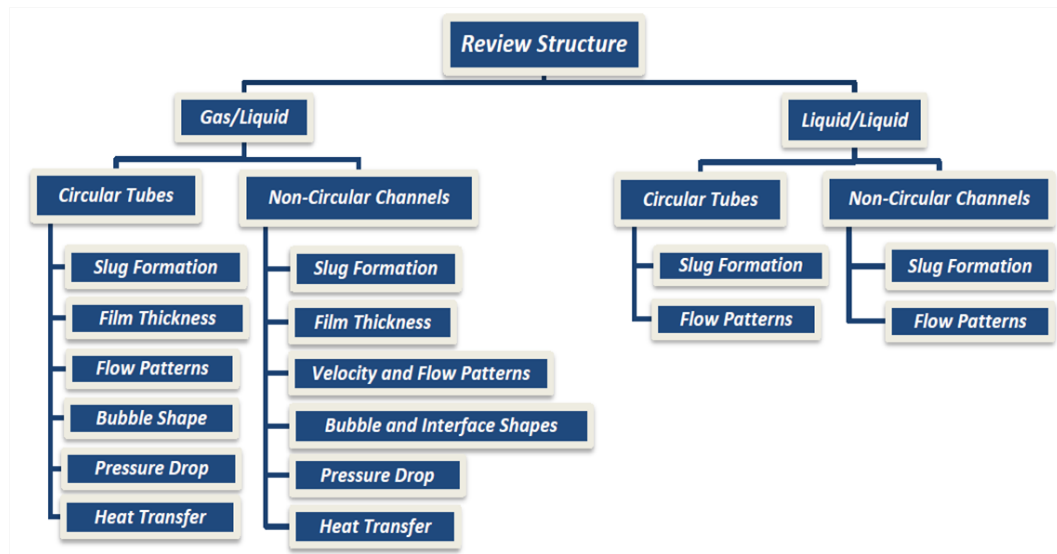 Review Structure
Gas/Liquid
Liquid/Liquid
Circular Tubes
Non-Circular Channels
Circular Tubes
Non-Circular Channels
Slug Formation
Film Thickness
Flow Patterns
Bubble Shape
Pressure Drop
Heat Transfer
Slug Formation
Film Thickness
Velocity and Flow Patterns
Bubble and Interface Shapes
Pressure Drop
Heat Transfer
Slug Formation
Flow Patterns
Slug Formation
Flow Patterns